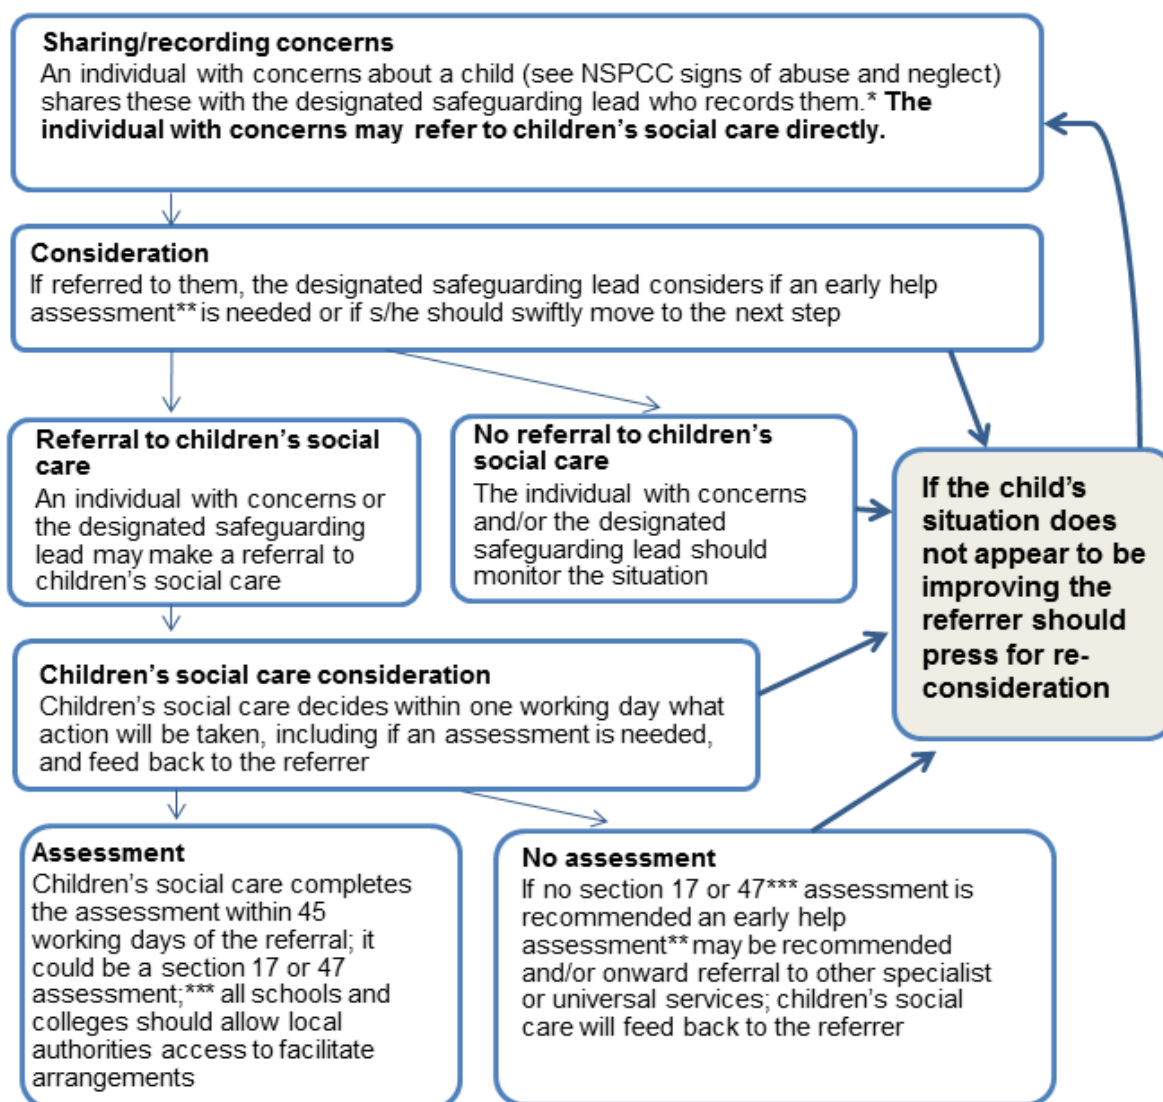 Sharing/recording concerns
An individual with concerns about a child (see NSPCC signs of abuse and neglect)
shares these with the designated safeguarding lead who records them.* The
individual with concerns may refer to children's social care directly.
Consideration
If referred to them, the designated safeguarding lead considers if an early help
assessment** is needed or if s/he should swiftly move to the next step
Referral to children's social
care
An individual with concerns or
the designated safeguarding
lead may make a referral to
children's social care
No referral to children's
social care
The individual with concerns
and/or the designated
safeguarding lead should
monitor the situation
If the child's
situation does
not appear to be
improving the
referrer should
press for re-
consideration
Children's social care consideration
Children's social care decides within one working day what
action will be taken, including if an assessment is needed,
and feed back to the referrer
Assessment
Children's social care completes
the assessment within 45
working days of the referral; it
could be a section 17 or 47
assessment;*** all schools and
colleges should allow local
authorities access to facilitate
arrangements
No assessment
If no section 17 or 47*** assessment is
recommended an early help
assessment** may be recommended
and/or onward referral to other specialist
or universal services; children's social
care will feed back to the referrer